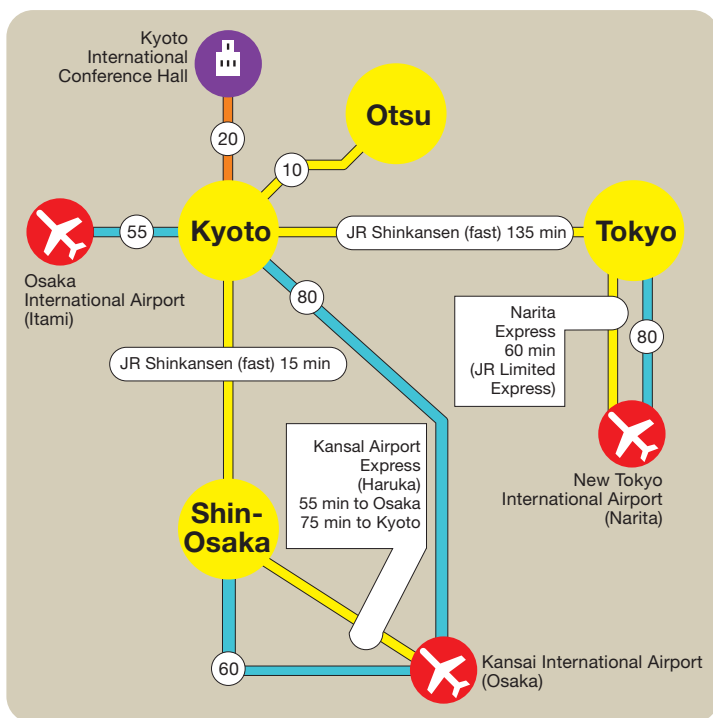 Kyoto
International
Conference Hall
Otsu
20
10
Kyoto
55
JR Shinkansen (fast) 135 min
Tokyo
Osaka
International Airport
(Itami)
80
Narita
Express
60 min
(JR Limited
Express)
80
JR Shinkansen (fast) 15 min
New Tokyo
International Airport
(Narita)
Kansal Airport
Express
(Haruka)
55 min to Osaka
75 min to Kyoto
Shin-
Osaka
60
Kansai International Airport
(Osaka)